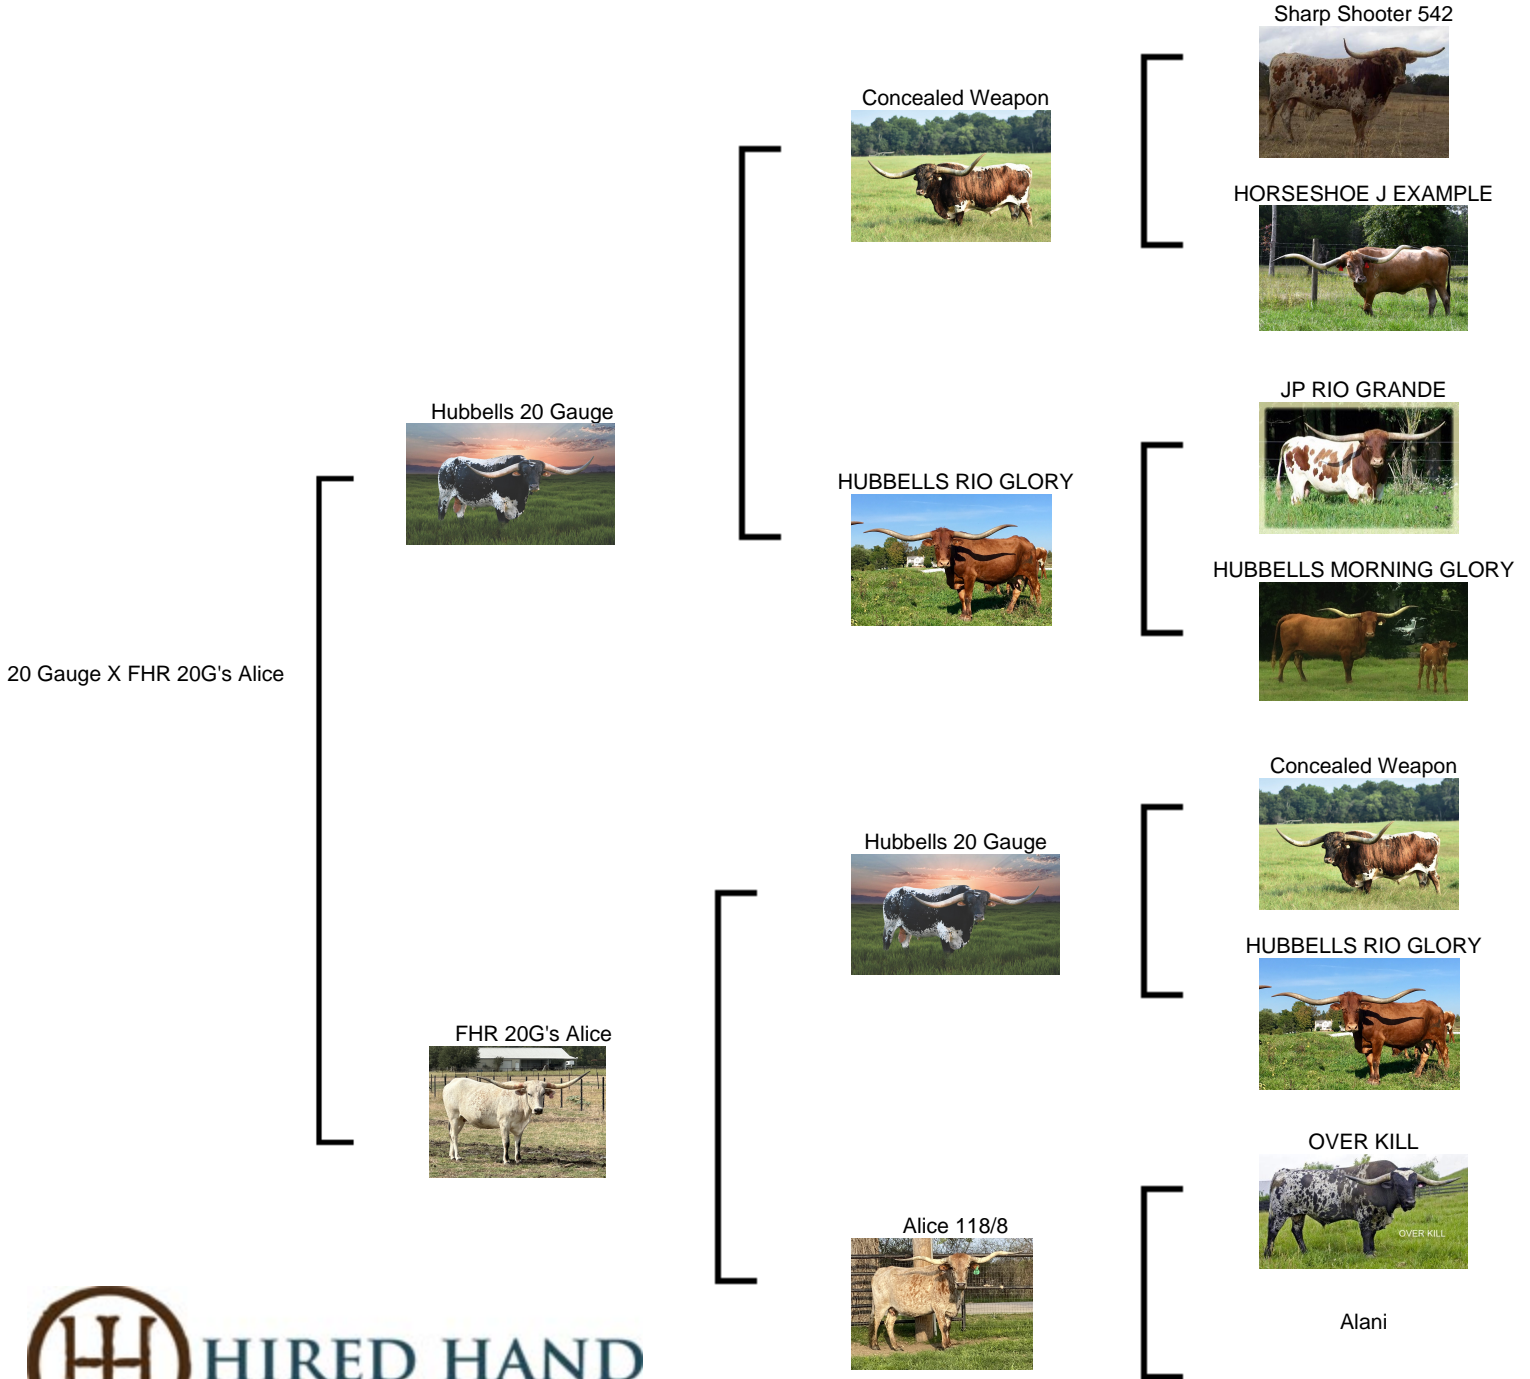 Sharp Shooter 542
Concealed Weapon
HORSESHOE J EXAMPLE
JP RIO GRANDE
Hubbells 20 Gauge
HUBBELLS RIO GLORY
HUBBELLS MORNING GLORY
20 Gauge X FHR 20G's Alice
Concealed Weapon
Hubbells 20 Gauge
HUBBELLS RIO GLORY
FHR 20G's Alice
OVER KILL
OVER KILL
Alice 118/8
Alani
HIRED HAND